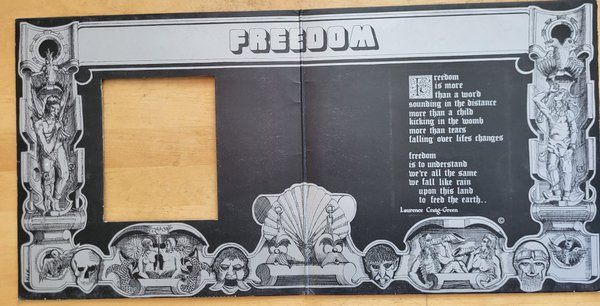 FREEDOM
Freedom
is more
than a word
sounding in the distance
more than a child
kicking in the womb
more than tears
falling over lifes changes
freedom
is to understand
we're all the same
we fall like rain
upon this land
to feed the earth..
Laurence Craig-Green
©